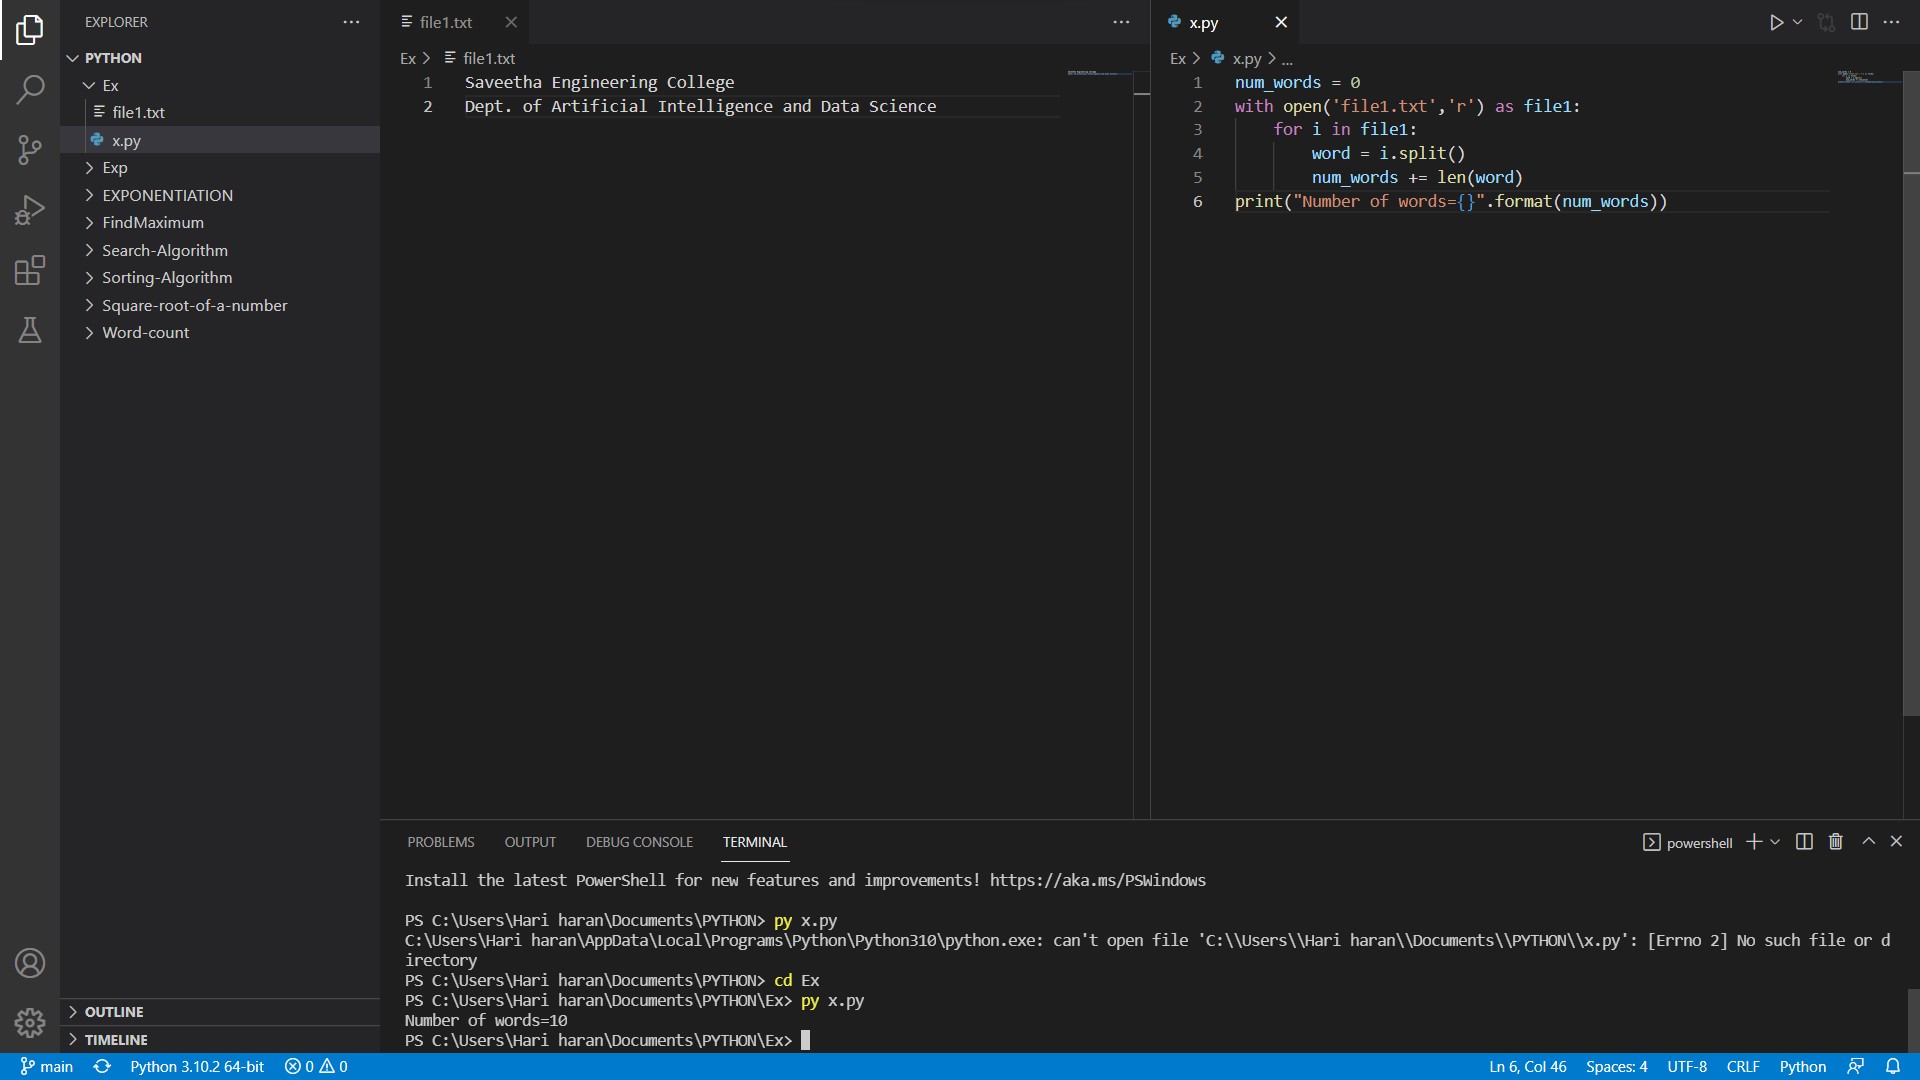 EXPLORER
PYTHON
Ex
file1.txt
x.py
Exp
EXPONENTIATION
FindMaximum
Search-Algorithm
Sorting-Algorithm
Square-root-of-a-number
Word-count
OUTLINE
TIMELINE
file1.txt
Ex > file1.txt
1 Saveetha Engineering College
2 Dept. of Artificial Intelligence and Data Science
x.py
Ex > x.py > ...
1 num_words = 0
2 with open('file1.txt','r') as file1:
3 for i in file1:
4 word = i.split()
5 num_words += len(word)
6 print("Number of words={}".format(num_words))
PROBLEMS OUTPUT DEBUG CONSOLE TERMINAL
powershell
Install the latest PowerShell for new features and improvements! https://aka.ms/PSWindows
PS C:\Users\Hari haran\Documents\PYTHON> py x.py
C:\Users\Hari haran\AppData\Local\Programs\Python\Python310\python.exe: can't open file 'C:\\Users\\Hari haran\\Documents\\PYTHON\\x.py': [Errno 2] No such file or d
irectory
PS C:\Users\Hari haran\Documents\PYTHON> cd Ex
PS C:\Users\Hari haran\Documents\PYTHON\Ex> py x.py
Number of words=10
PS C:\Users\Hari haran\Documents\PYTHON\Ex>
main Python 3.10.2 64-bit 0 0 Ln 6, Col 46 Spaces: 4 UTF-8 CRLF Python